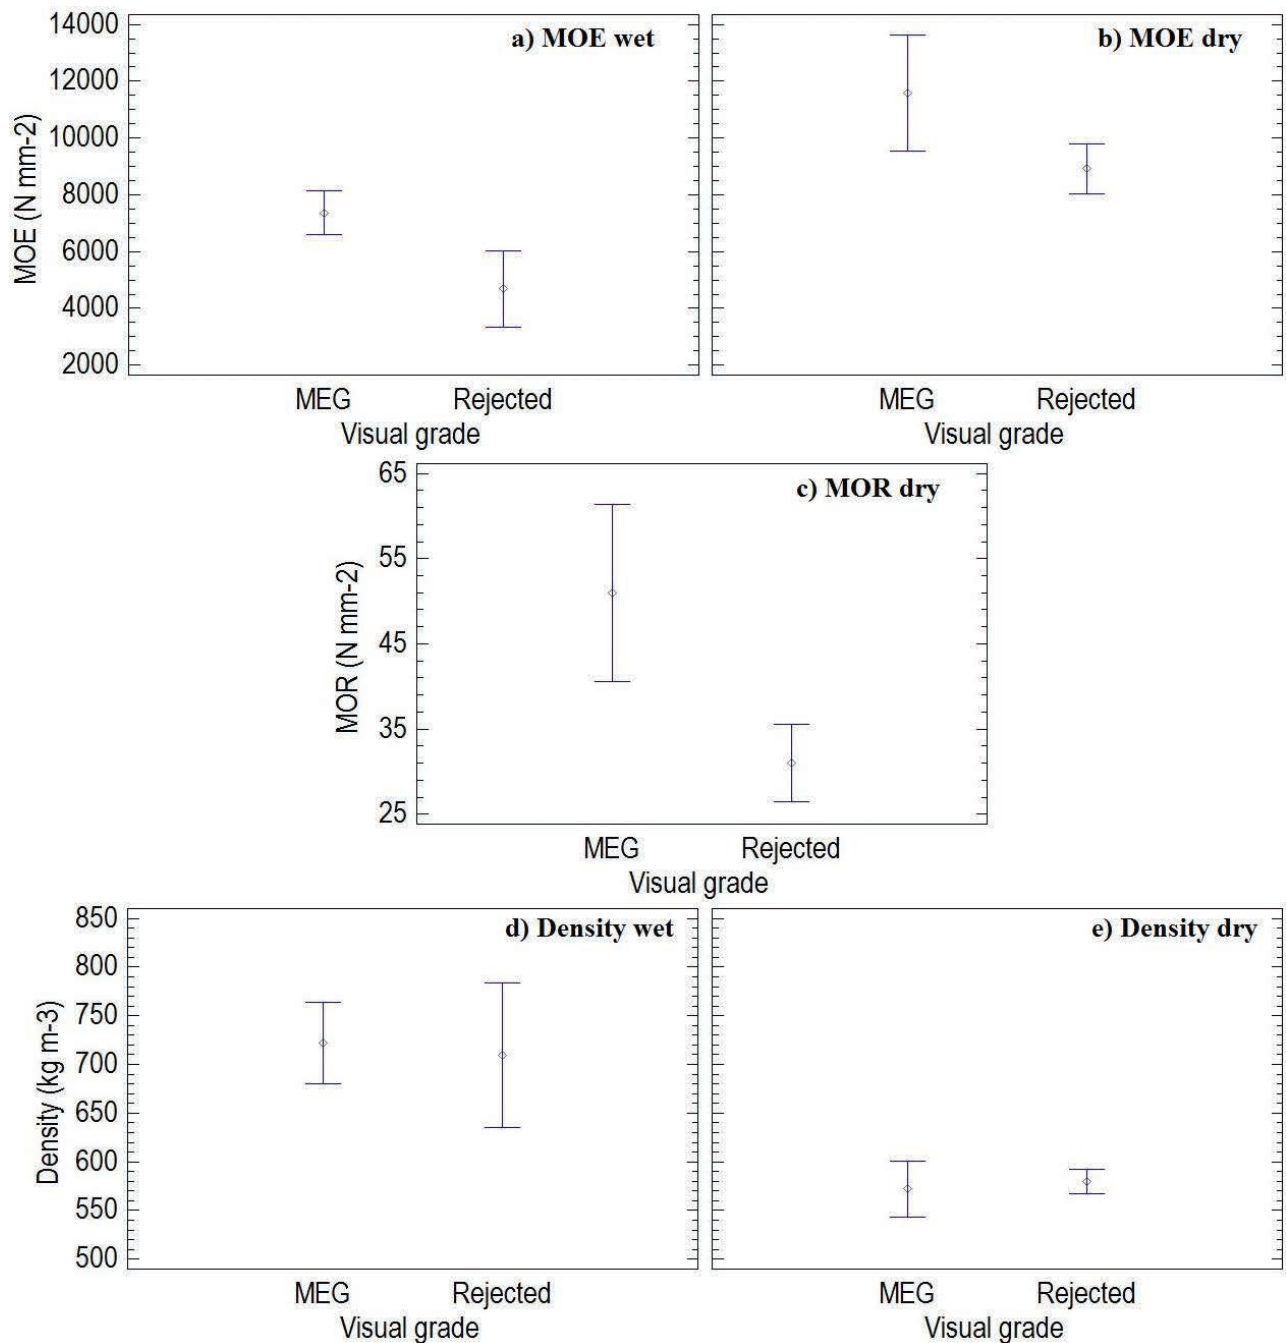 a) MOE wet
b) MOE dry
MOE (N mm-2)
14000
12000
10000
8000
6000
4000
2000
MEG Rejected
Visual grade
MEG Rejected
Visual grade
c) MOR dry
MOR (N mm-2)
65
55
45
35
25
MEG Rejected
Visual grade
d) Density wet
e) Density dry
Density (kg m-3)
850
800
750
700
650
600
550
500
MEG Rejected
Visual grade
MEG Rejected
Visual grade